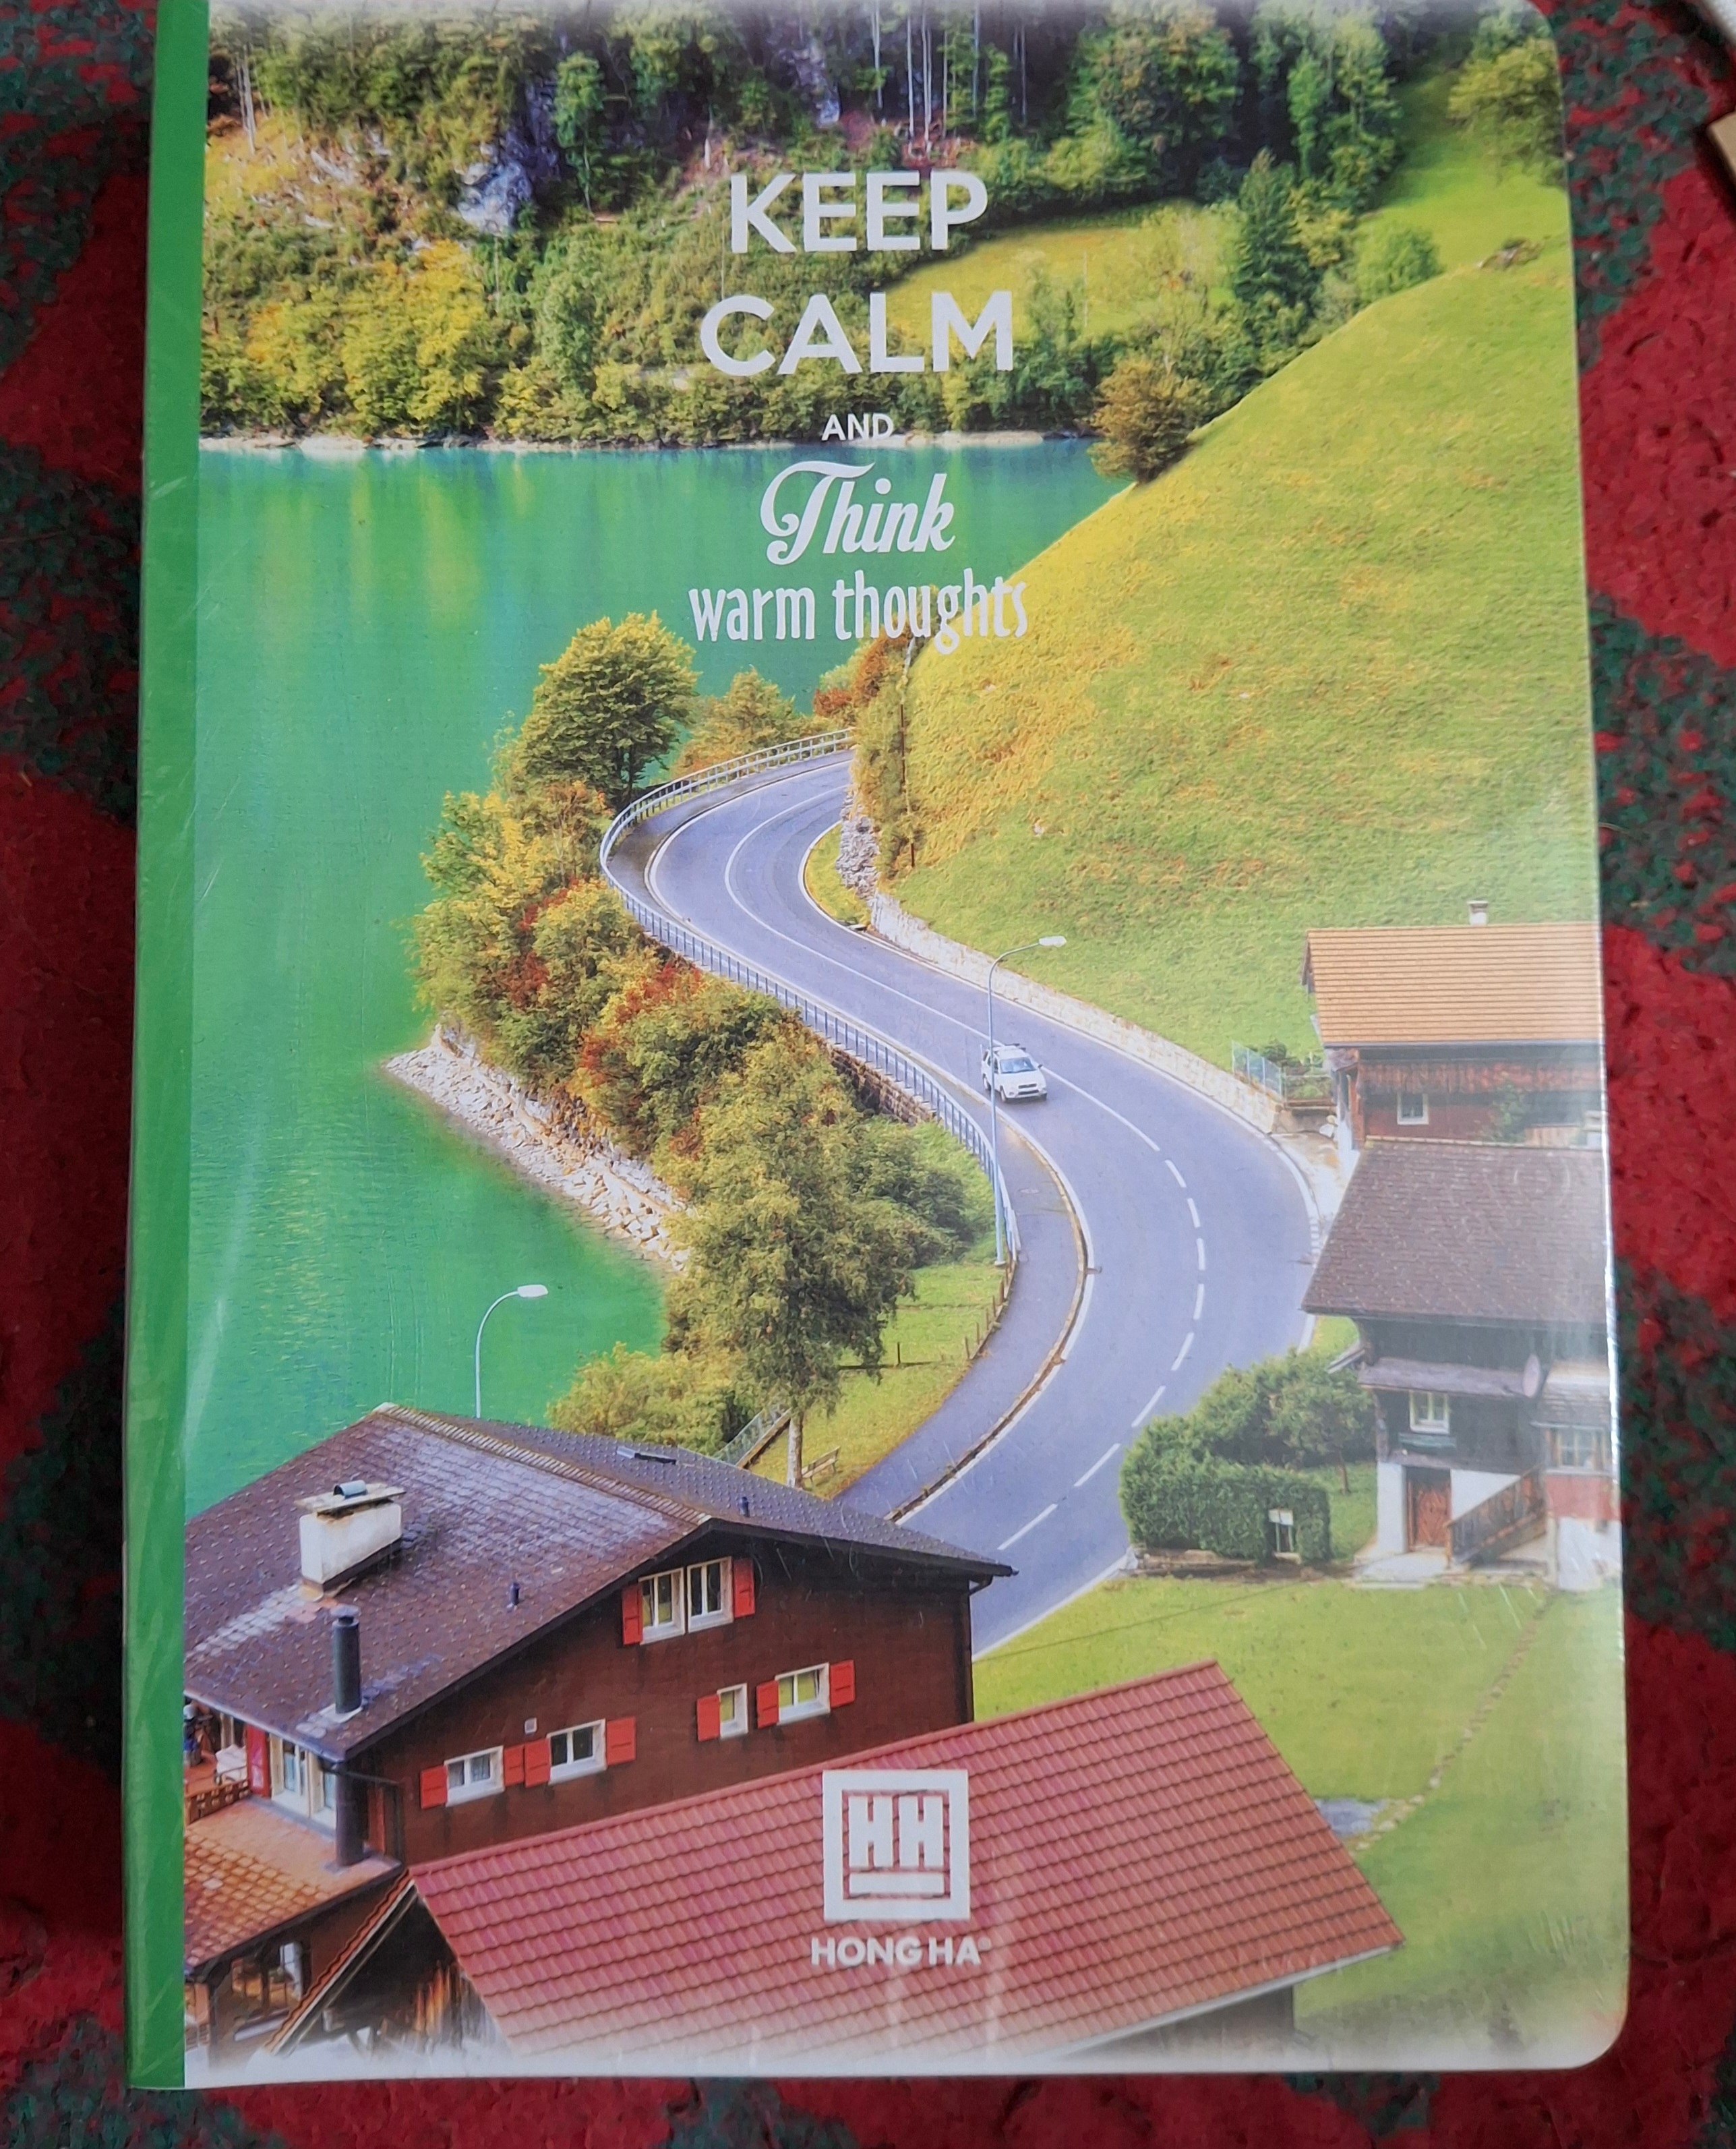 KEEP
CALM
AND
Think
warm thoughts
HH
HONG HA®